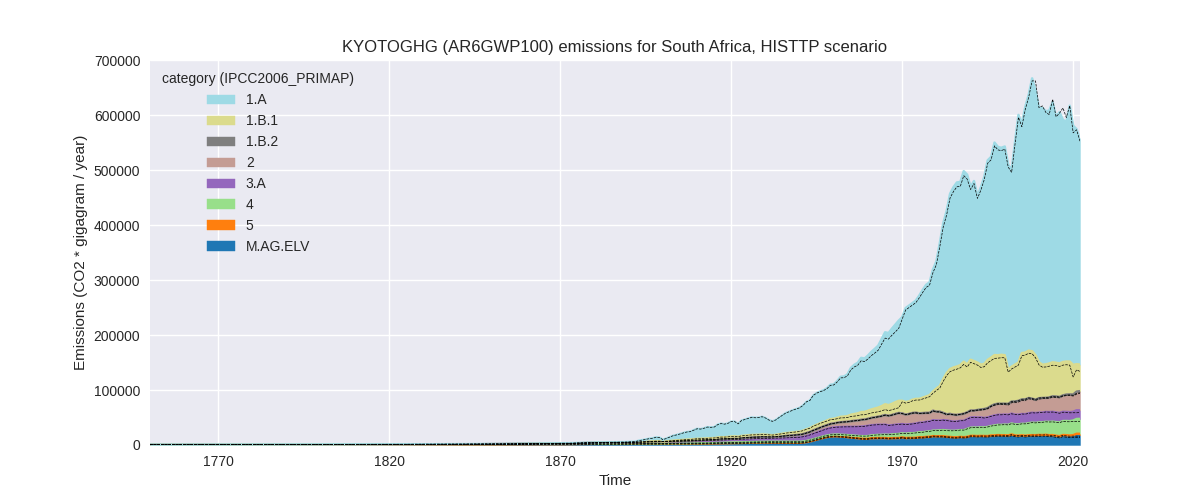 KYOTOGHG (AR6GWP100) emissions for South Africa, HISTTP scenario
Emissions (CO2 * gigagram / year)
700000
600000
500000
400000
300000
200000
100000
0
category (IPCC2006_PRIMAP)
1.A
1.B.1
1.B.2
2
3.A
4
5
M.AG.ELV
1770
1820
1870
1920
1970
2020
Time